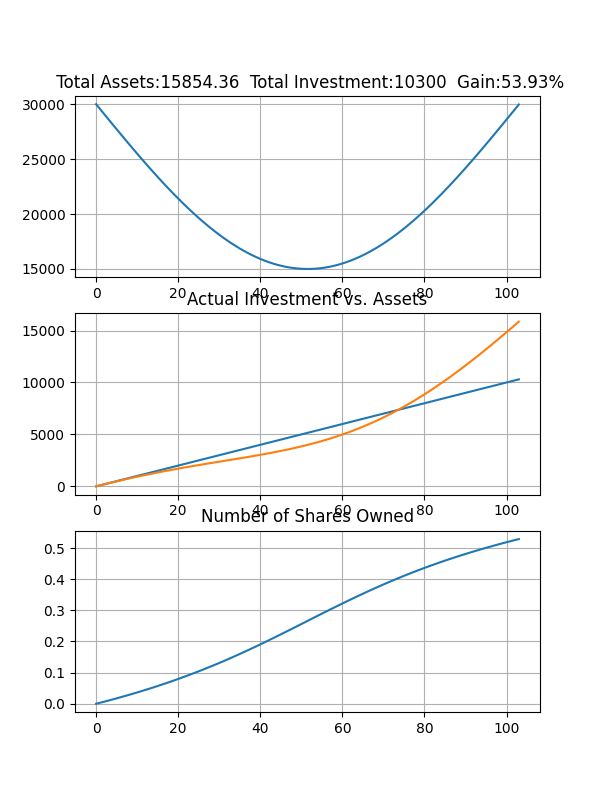 Total Assets:15854.36 Total Investment:10300 Gain:53.93%
30000
25000
20000
15000
0 20 40 60 80 100
Actual Investment vs. Assets
15000
10000
5000
0
0 20 40 60 80 100
Number of Shares Owned
0.5
0.4
0.3
0.2
0.1
0.0
0 20 40 60 80 100